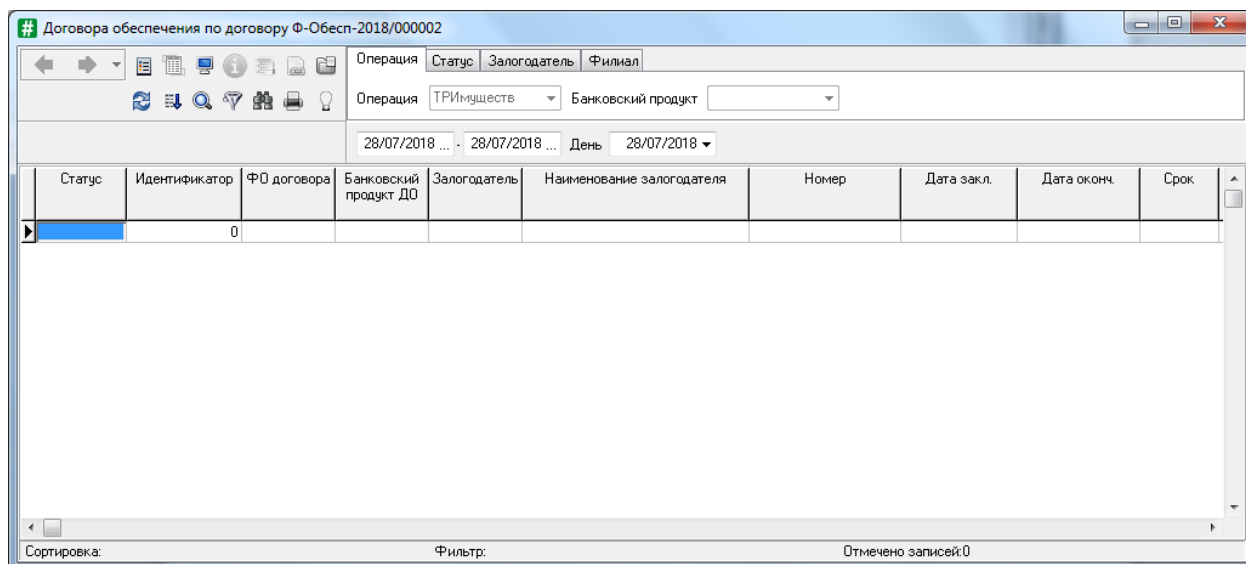 # Договора обеспечения по договору Ф-Обесп-2018/000002
Операция Статус Залогодатель Филиал
Операция ТРИмуществ Банковский продукт
28/07/2018 ... - 28/07/2018 ... День 28/07/2018
Статус Идентификатор ФО договора Банковский продукт ДО Залогодатель Наименование залогодателя Номер Дата закл. Дата оконч. Срок
0
Сортировка: Фильтр: Отмечено записей:0